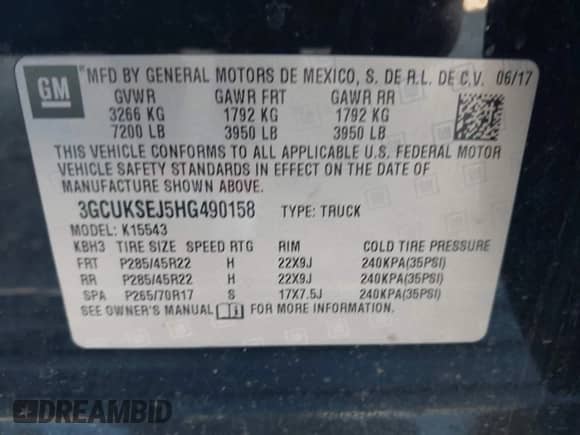 GM MFD BY GENERAL MOTORS DE MEXICO, S. DE R.L. DE C.V. 06/17
GVWR GAWR FRT GAWR RR
3266 KG 1792 KG 1792 KG
7200 LB 3950 LB 3950 LB
THIS VEHICLE CONFORMS TO ALL APPLICABLE U.S. FEDERAL MOTOR
VEHICLE SAFETY STANDARDS IN EFFECT ON THE DATE OF
MANUFACTURE SHOWN ABOVE.
3GCUKSEJ5HG490158 TYPE: TRUCK
MODEL: K15543
KBH3 TIRE SIZE SPEED RTG RIM COLD TIRE PRESSURE
FRT P285/45R22 H 22X9J 240KPA(35PSI)
RR P285/45R22 H 22X9J 240KPA(35PSI)
SPA P265/70R17 S 17X7.5J 240KPA(35PSI)
SEE OWNER'S MANUAL FOR MORE INFORMATION.
DREAMBID